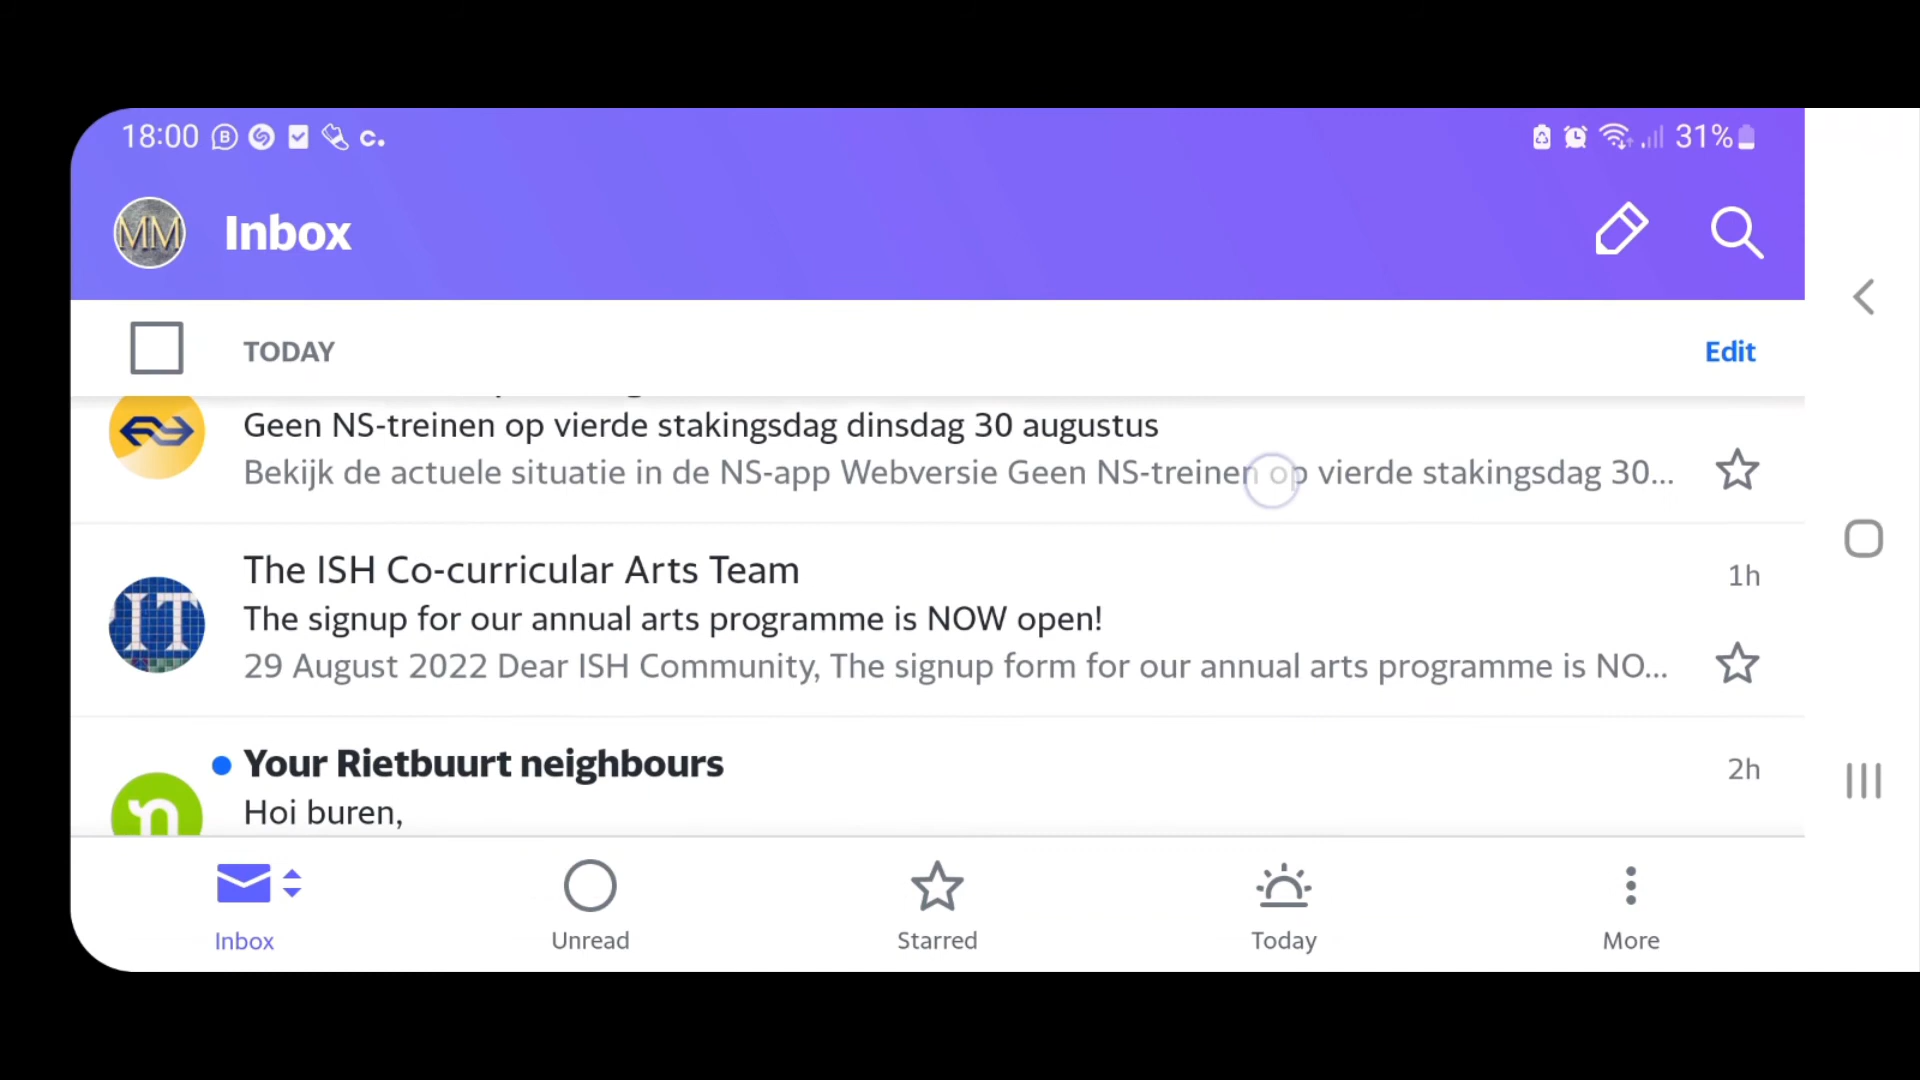 18:00 c. 31%
MM Inbox
TODAY Edit
Geen NS-treinen op vierde stakingsdag dinsdag 30 augustus
Bekijk de actuele situatie in de NS-app Webversie Geen NS-treinen op vierde stakingsdag 30...
The ISH Co-curricular Arts Team 1h
IT
The signup for our annual arts programme is NOW open!
29 August 2022 Dear ISH Community, The signup form for our annual arts programme is NO...
Your Rietbuurt neighbours 2h
n
Hoi buren,
Inbox Unread Starred Today More